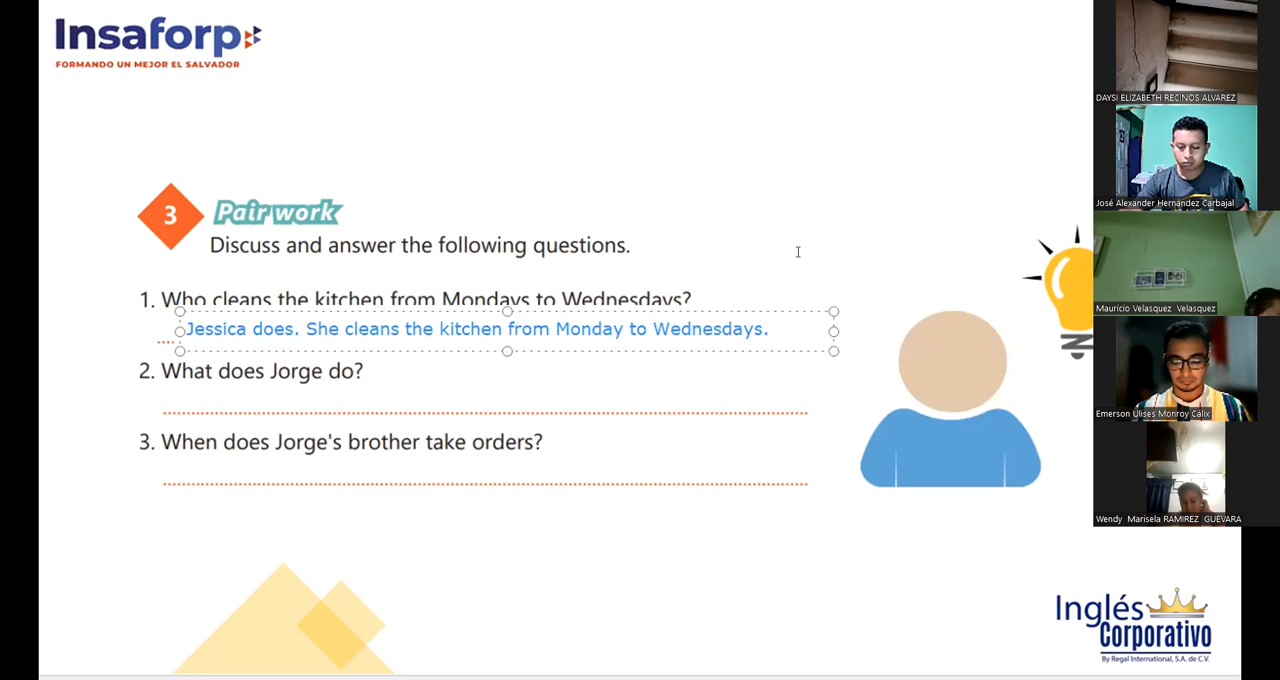 Insaforp
FORMANDO UN MEJOR EL SALVADOR
3
Pair work
Discuss and answer the following questions.
1. Who cleans the kitchen from Mondays to Wednesdays?
Jessica does. She cleans the kitchen from Monday to Wednesdays.
2. What does Jorge do?
3. When does Jorge's brother take orders?
Inglés
Corporativo
By Regal International, S.A. de C.V.
DAYSI ELIZABETH RECINOS ALVAREZ
José Alexander Hernández Carbajal
Mauricio Velasquez Velasquez
Emerson Ulises Monroy Cálix
Wendy Marisela RAMIREZ GUEVARA